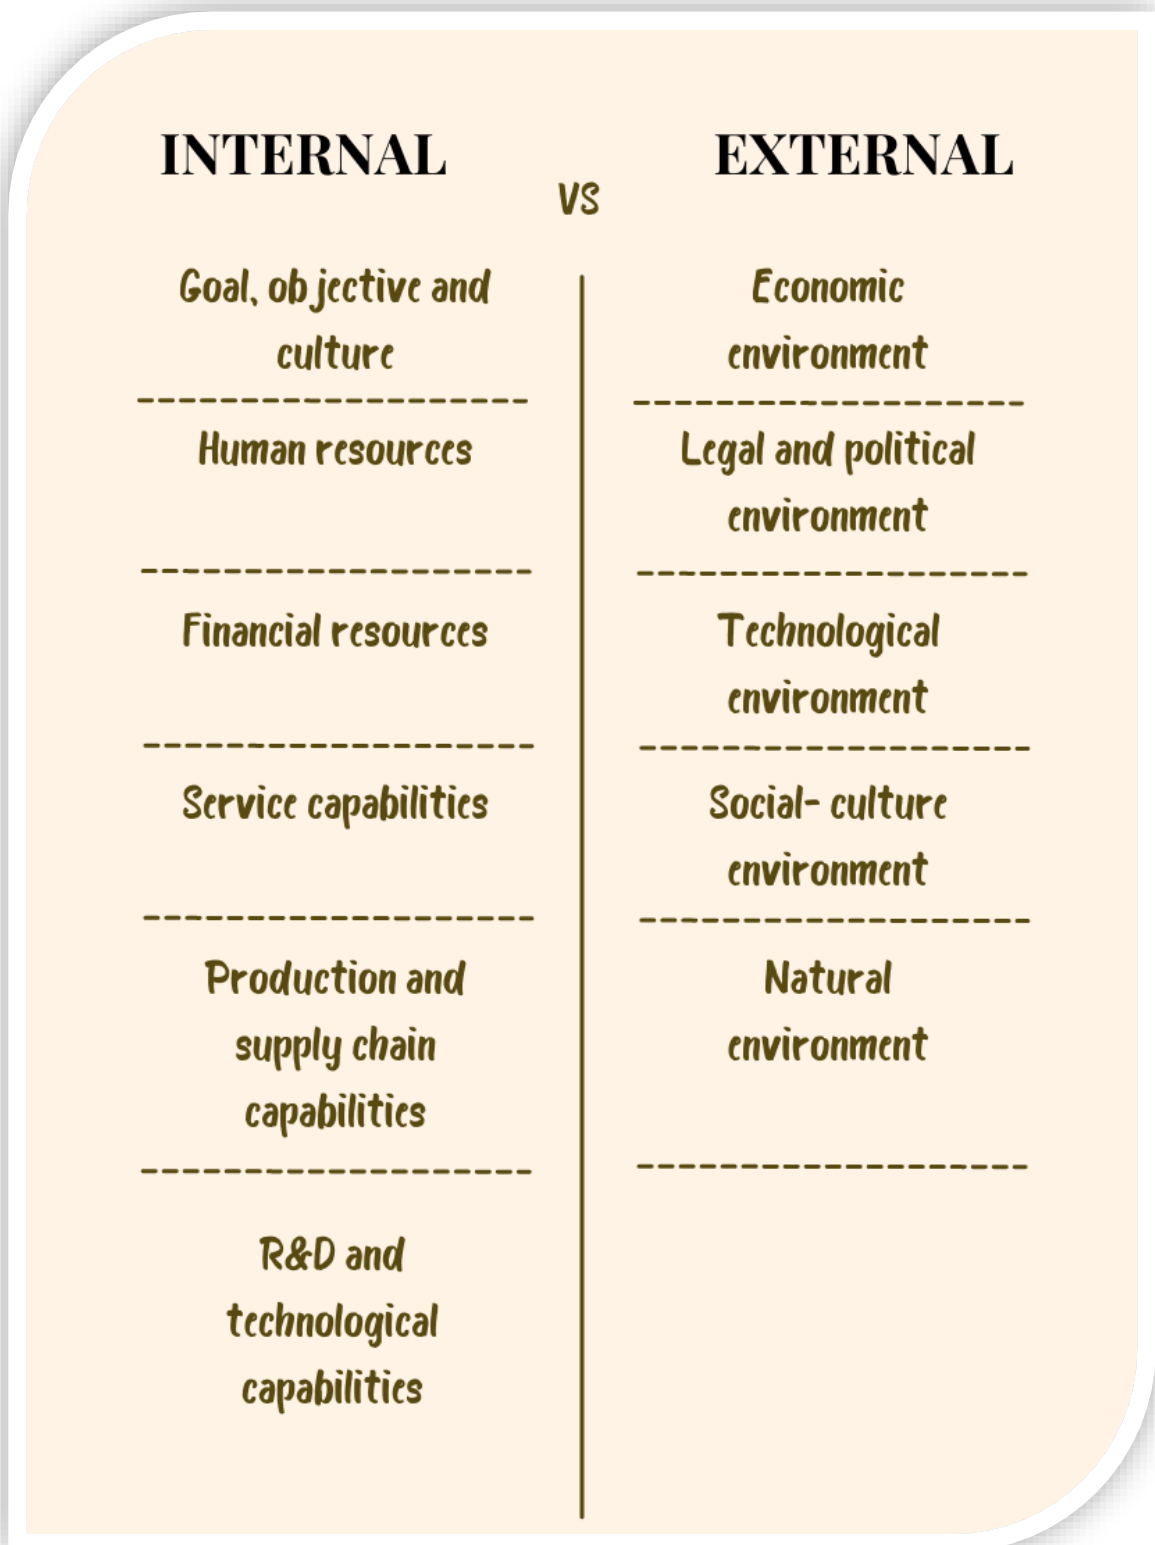 INTERNAL
VS
EXTERNAL
Goal, objective and
culture
Human resources
Financial resources
Service capabilities
Production and
supply chain
capabilities
R&D and
technological
capabilities
Economic
environment
Legal and political
environment
Technological
environment
Social- culture
environment
Natural
environment